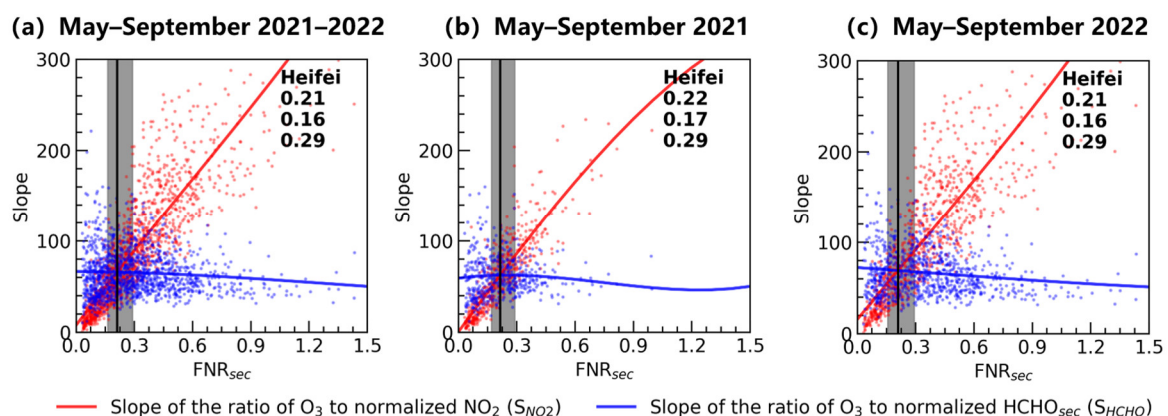 (a) May–September 2021–2022
(b) May–September 2021
(c) May–September 2022
300
200
100
0
Slope
Heifei
0.21
0.16
0.29
0.0 0.3 0.6 0.9 1.2 1.5
FNRsec
300
200
100
0
Slope
Heifei
0.22
0.17
0.29
0.0 0.3 0.6 0.9 1.2 1.5
FNRsec
300
200
100
0
Slope
Heifei
0.21
0.16
0.29
0.0 0.3 0.6 0.9 1.2 1.5
FNRsec
Slope of the ratio of O₃ to normalized NO₂ (S_NO2)
Slope of the ratio of O₃ to normalized HCHOsec (S_HCHO)